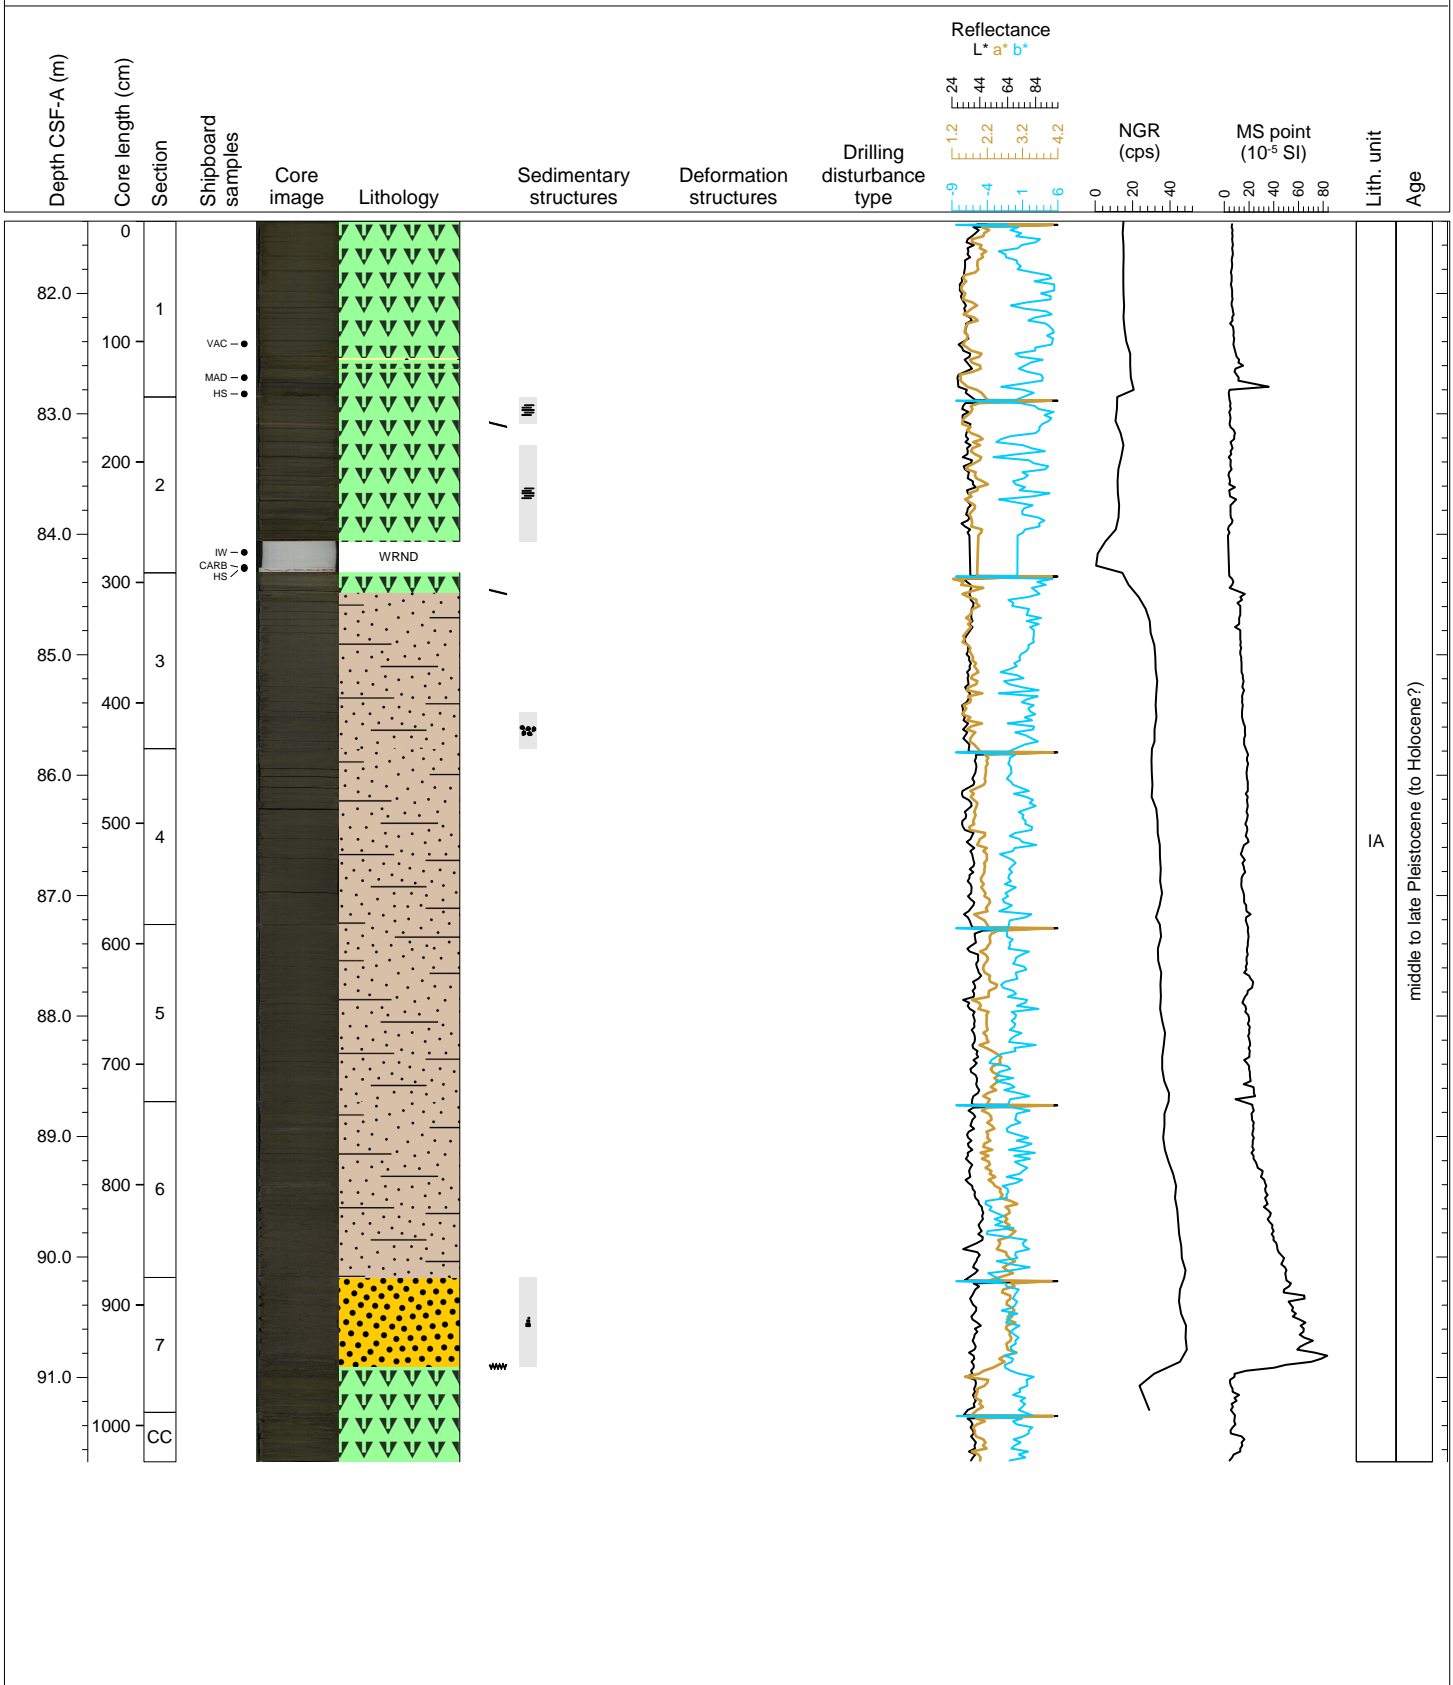 Depth CSF-A (m)
Core length (cm)
Section
Shipboard
samples
Core
image
Lithology
Sedimentary
structures
Deformation
structures
Drilling
disturbance
type
Reflectance
L* a* b*
24 44 64 84
1.2 2.2 3.2 4.2
-9 -4 1 6
NGR
(cps)
0 20 40
MS point
(10-5 SI)
0 20 40 60 80
Lith. unit
Age
82.0
83.0
84.0
85.0
86.0
87.0
88.0
89.0
90.0
91.0
0
100
200
300
400
500
600
700
800
900
1000
1
2
3
4
5
6
7
CC
VAC
MAD
HS
IW
CARB
HS
WRND
IA
middle to late Pleistocene (to Holocene?)